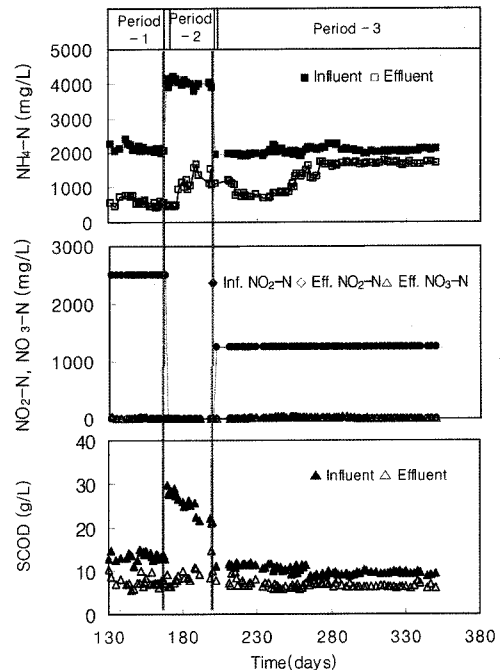 Period
-1
Period
-2
Period -3
NH4-N (mg/L)
5000
4000
3000
2000
1000
0
Influent
Effluent
NO2-N, NO3-N (mg/L)
3000
1000
0
Inf. NO2-N
Eff. NO2-N
Eff. NO3-N
SCOD (g/L)
40
30
20
10
0
Influent
Effluent
130
180
230
280
330
380
Time(days)